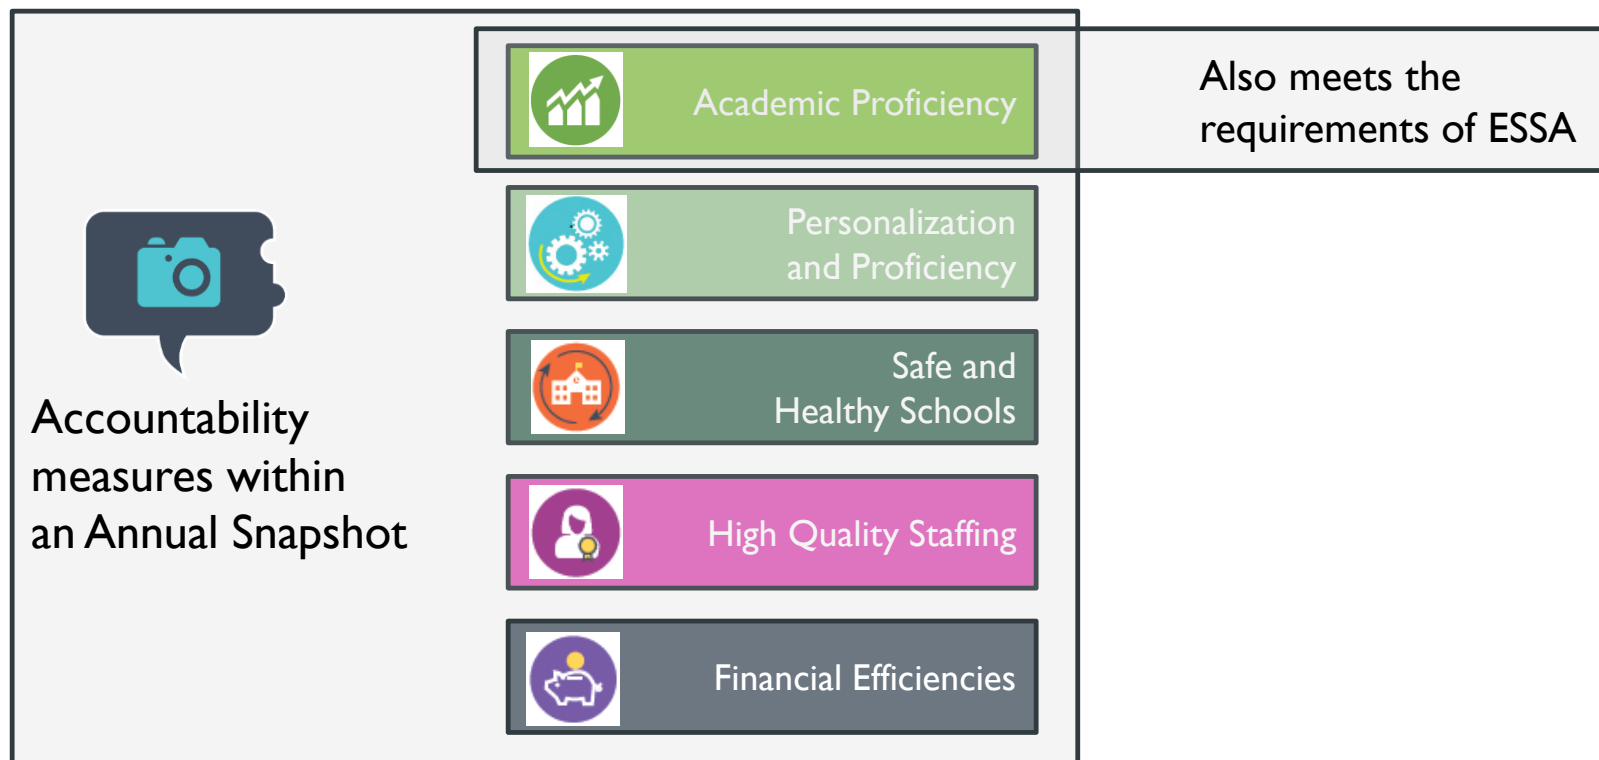 Academic Proficiency
Also meets the
requirements of ESSA
Personalization
and Proficiency
Safe and
Healthy Schools
Accountability
measures within
an Annual Snapshot
High Quality Staffing
Financial Efficiencies